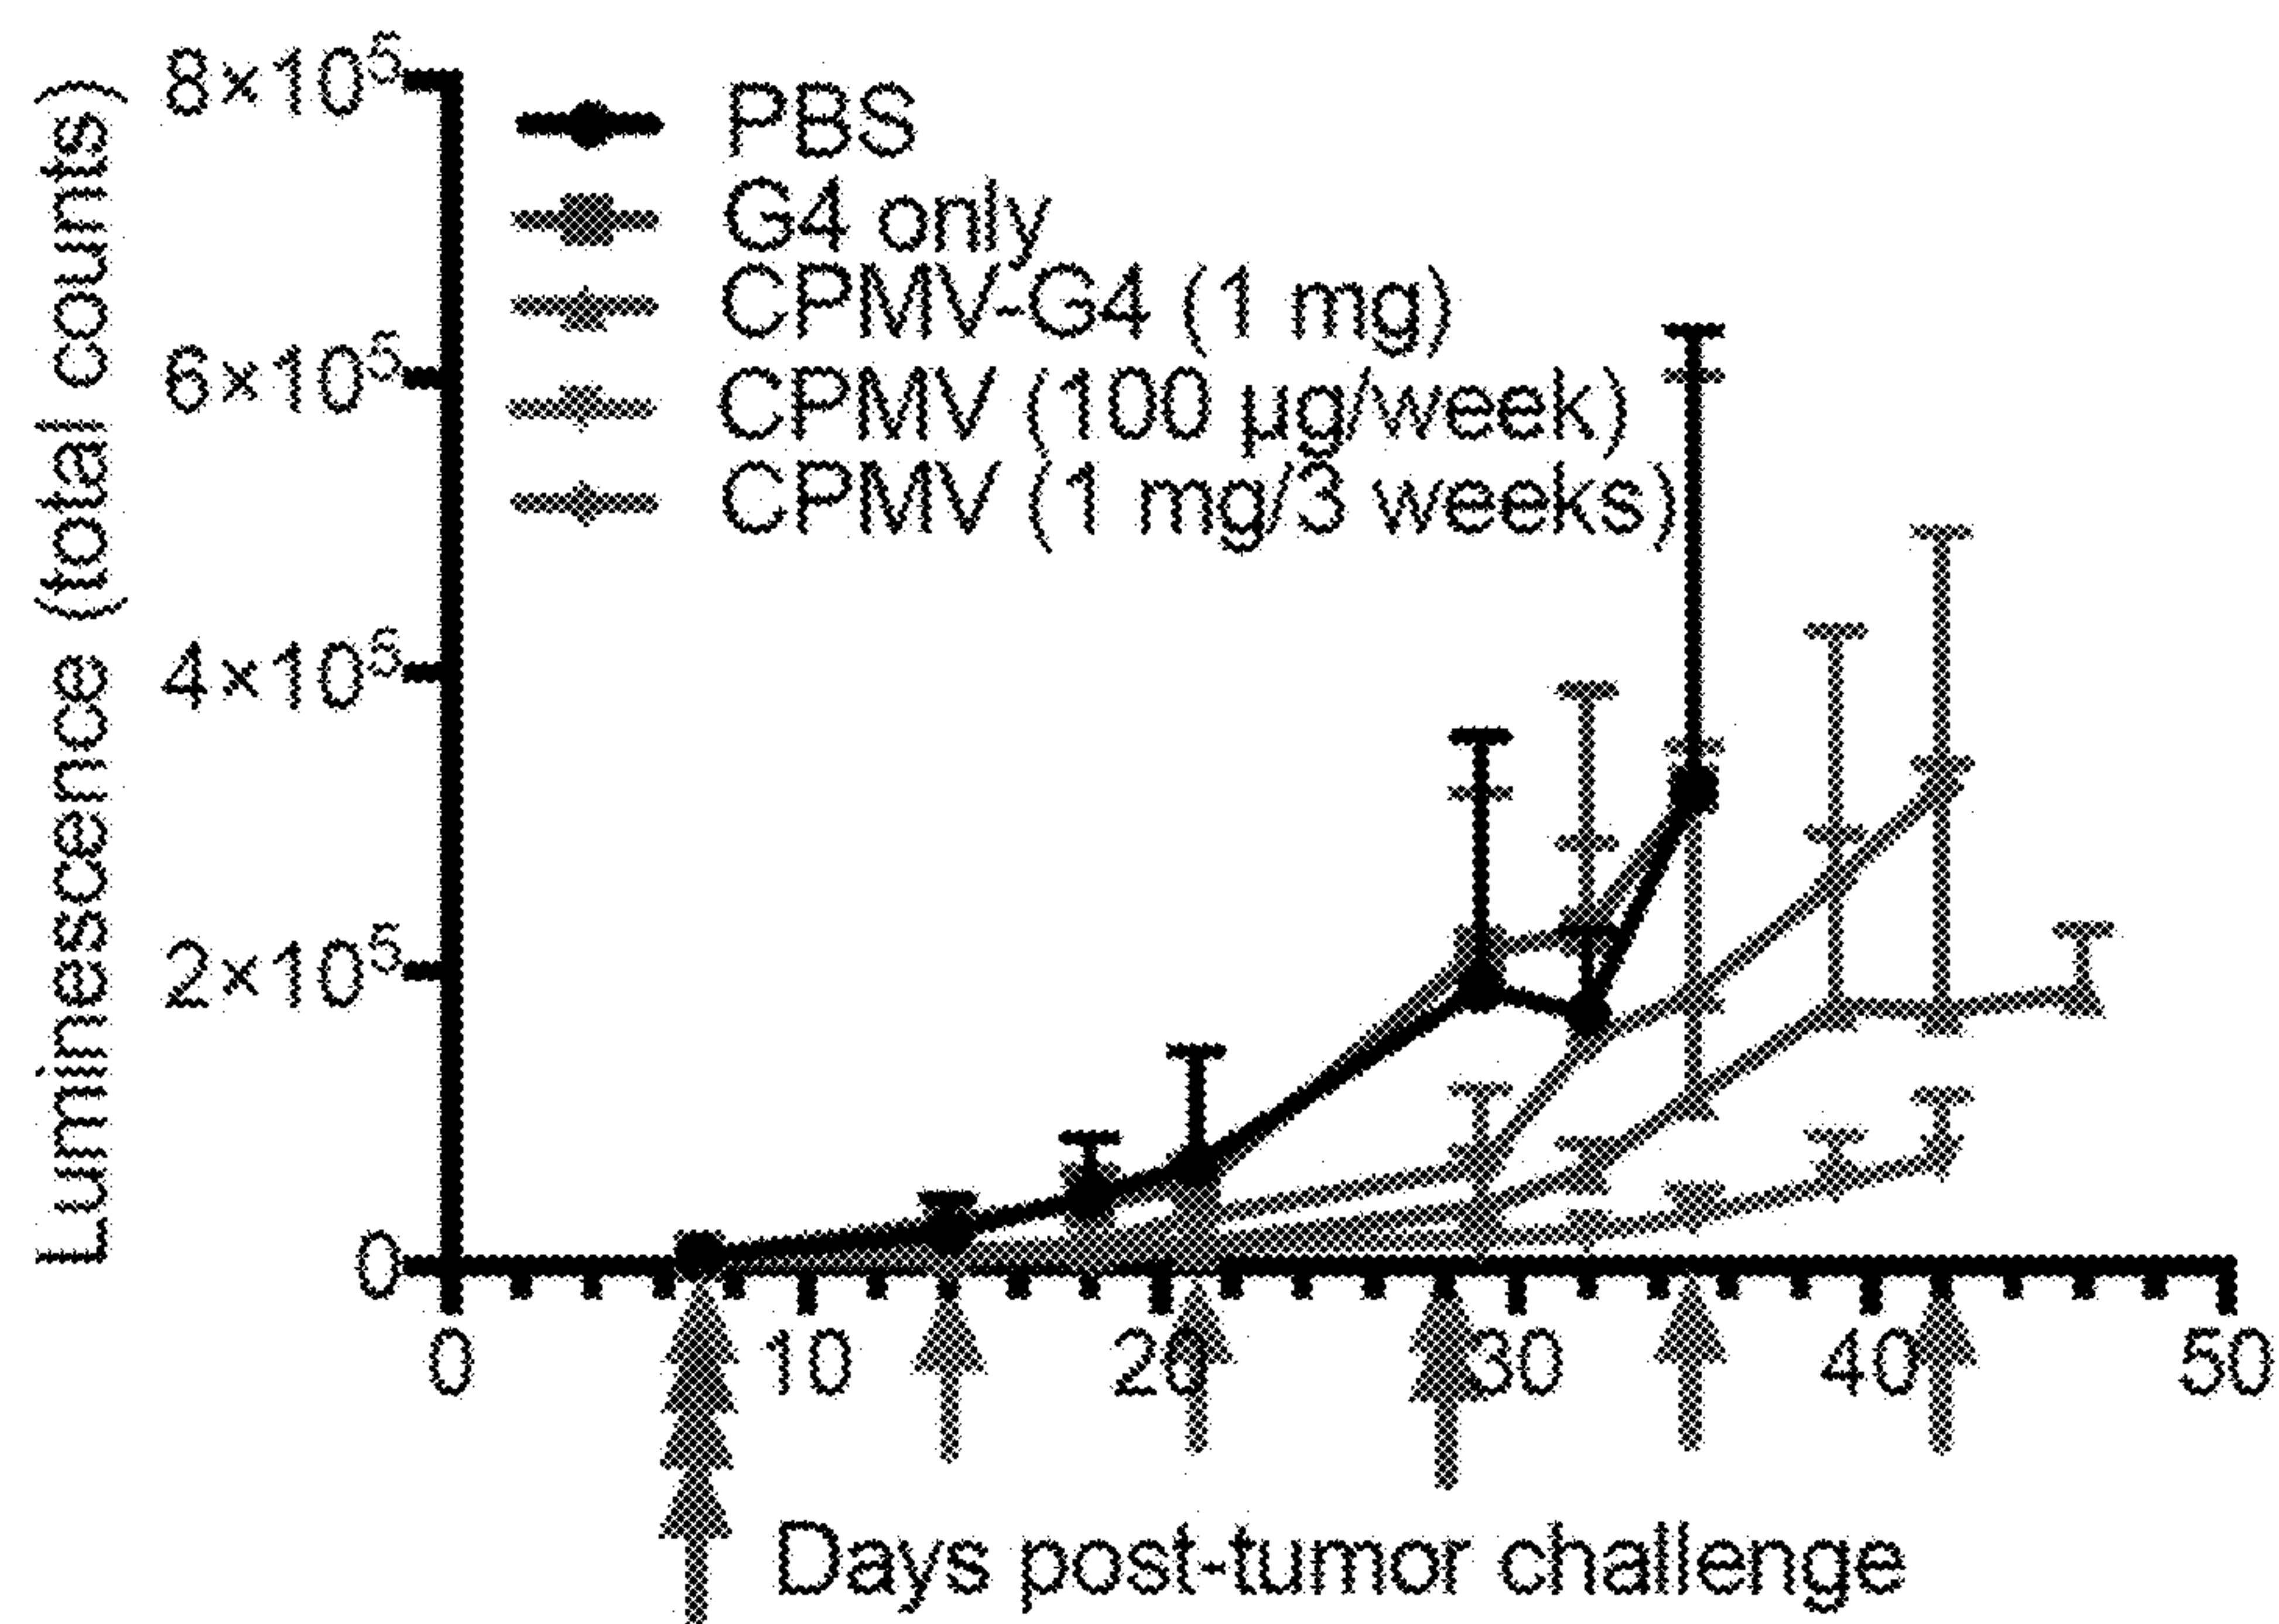 Luminescence (total counts)
8×10⁵
6×10⁵
4×10⁵
2×10⁵
0
PBS
G4 only
CPMV-G4 (1 mg)
CPMV (100 µg/week)
CPMV (1 mg/3 weeks)
0 10 20 30 40 50
Days post-tumor challenge